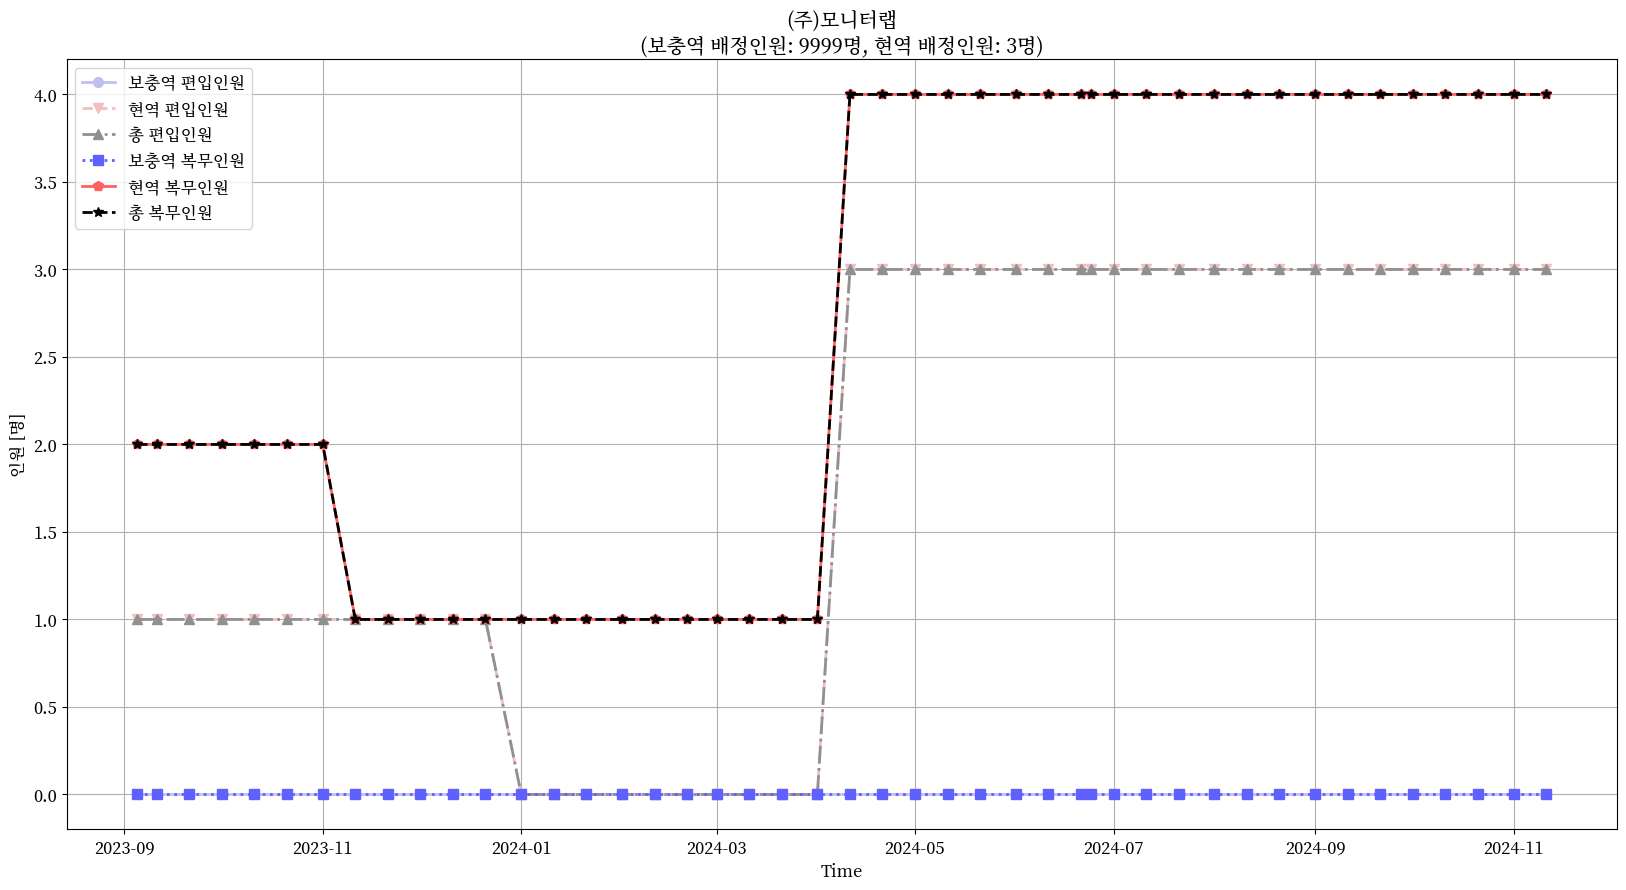 (주)모니터랩
(보충역 배정인원: 9999명, 현역 배정인원: 3명)
보충역 편입인원
현역 편입인원
총 편입인원
보충역 복무인원
현역 복무인원
총 복무인원
4.0
3.5
3.0
2.5
2.0
1.5
1.0
0.5
0.0
인원 [명]
2023-09 2023-11 2024-01 2024-03 2024-05 2024-07 2024-09 2024-11
Time